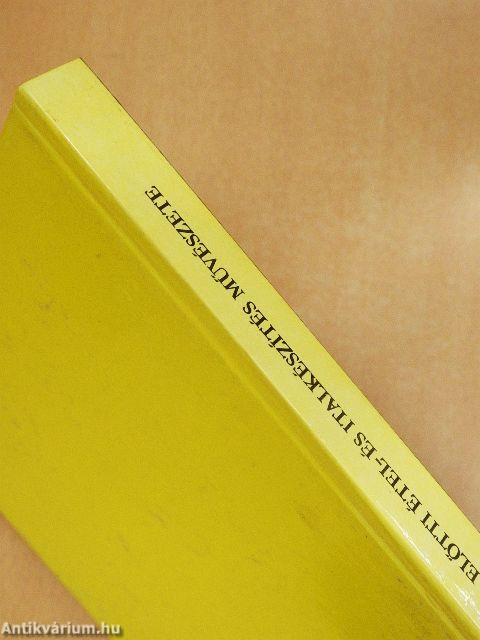 ELŐTTI ÉTEL-ÉS ITALKÉSZÍTÉS MŰVÉSZETE
Antikvárium.hu